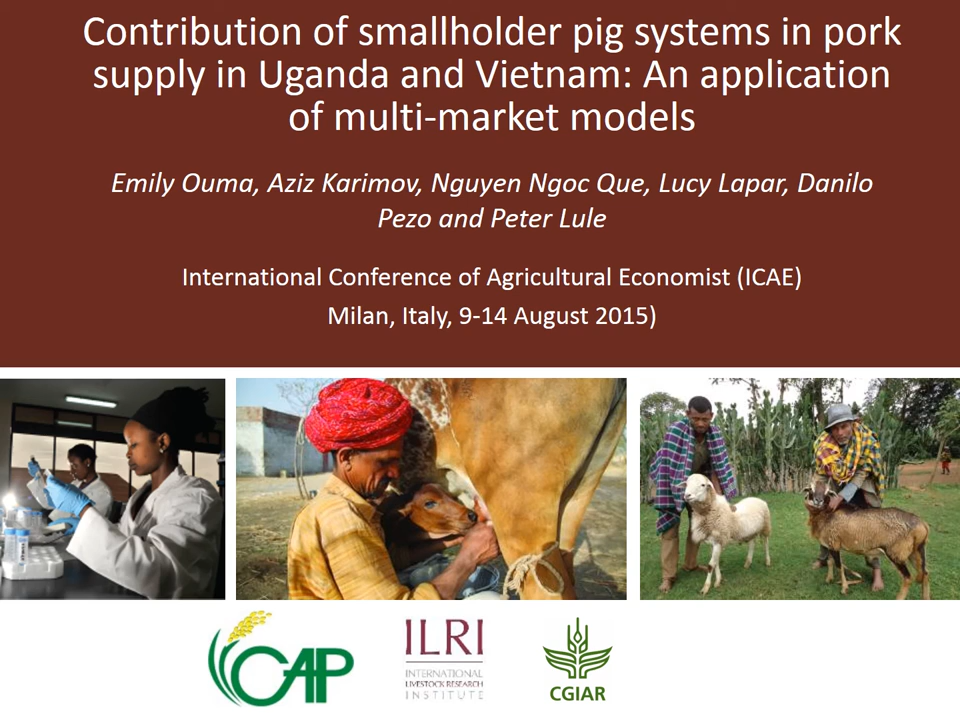 Contribution of smallholder pig systems in pork
supply in Uganda and Vietnam: An application
of multi-market models
Emily Ouma, Aziz Karimov, Nguyen Ngoc Que, Lucy Lapar, Danilo
Pezo and Peter Lule
International Conference of Agricultural Economist (ICAE)
Milan, Italy, 9-14 August 2015)
CAP
ILRI
INTERNATIONAL
LIVESTOCK RESEARCH
INSTITUTE
CGIAR